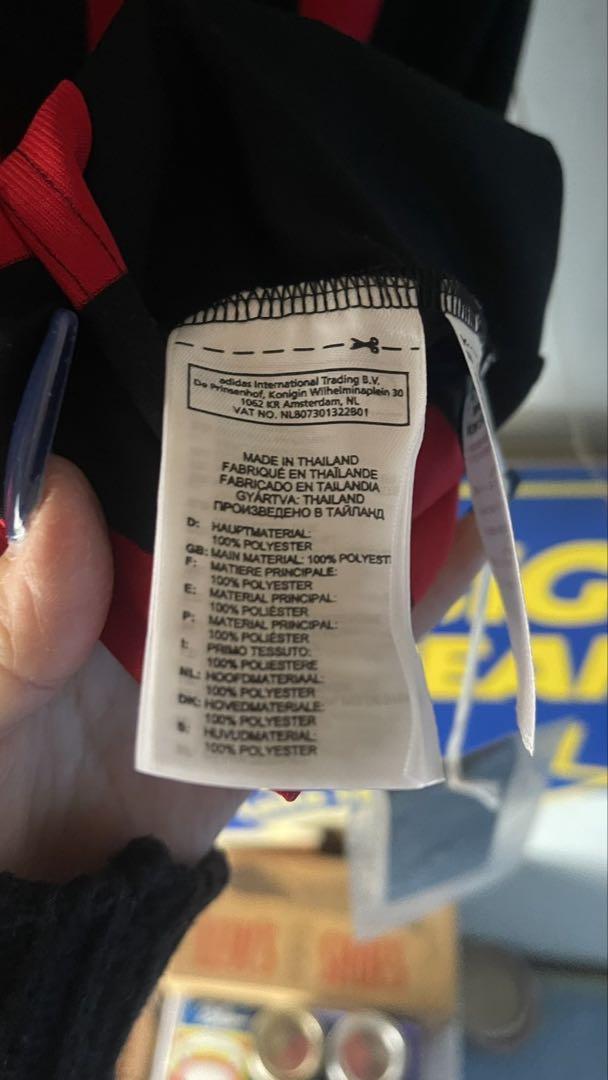 adidas International Trading B.V.
De Prinsenhof, Konigin Wilhelminaplein 30
1062 KR Amsterdam, NL
VAT NO. NL807301322B01
MADE IN THAILAND
FABRIQUÉ EN THAÏLANDE
FABRICADO EN TAILANDIA
GYÁRTVA: THAILAND
ПРОИЗВЕДЕНО В ТАЙЛАНД
D: HAUPTMATERIAL:
100% POLYESTER
GB: MAIN MATERIAL: 100% POLYEST
F: MATIERE PRINCIPALE:
100% POLYESTER
E: MATERIAL PRINCIPAL:
100% POLIÉSTER
P: MATERIAL PRINCIPAL:
100% POLIÉSTER
I: PRIMO TESSUTO:
100% POLIESTERE
NL: HOOFDMATERIAAL:
100% POLYESTER
DK: HOVEDMATERIALE:
100% POLYESTER
S: HUVUDMATERIAL:
100% POLYESTER